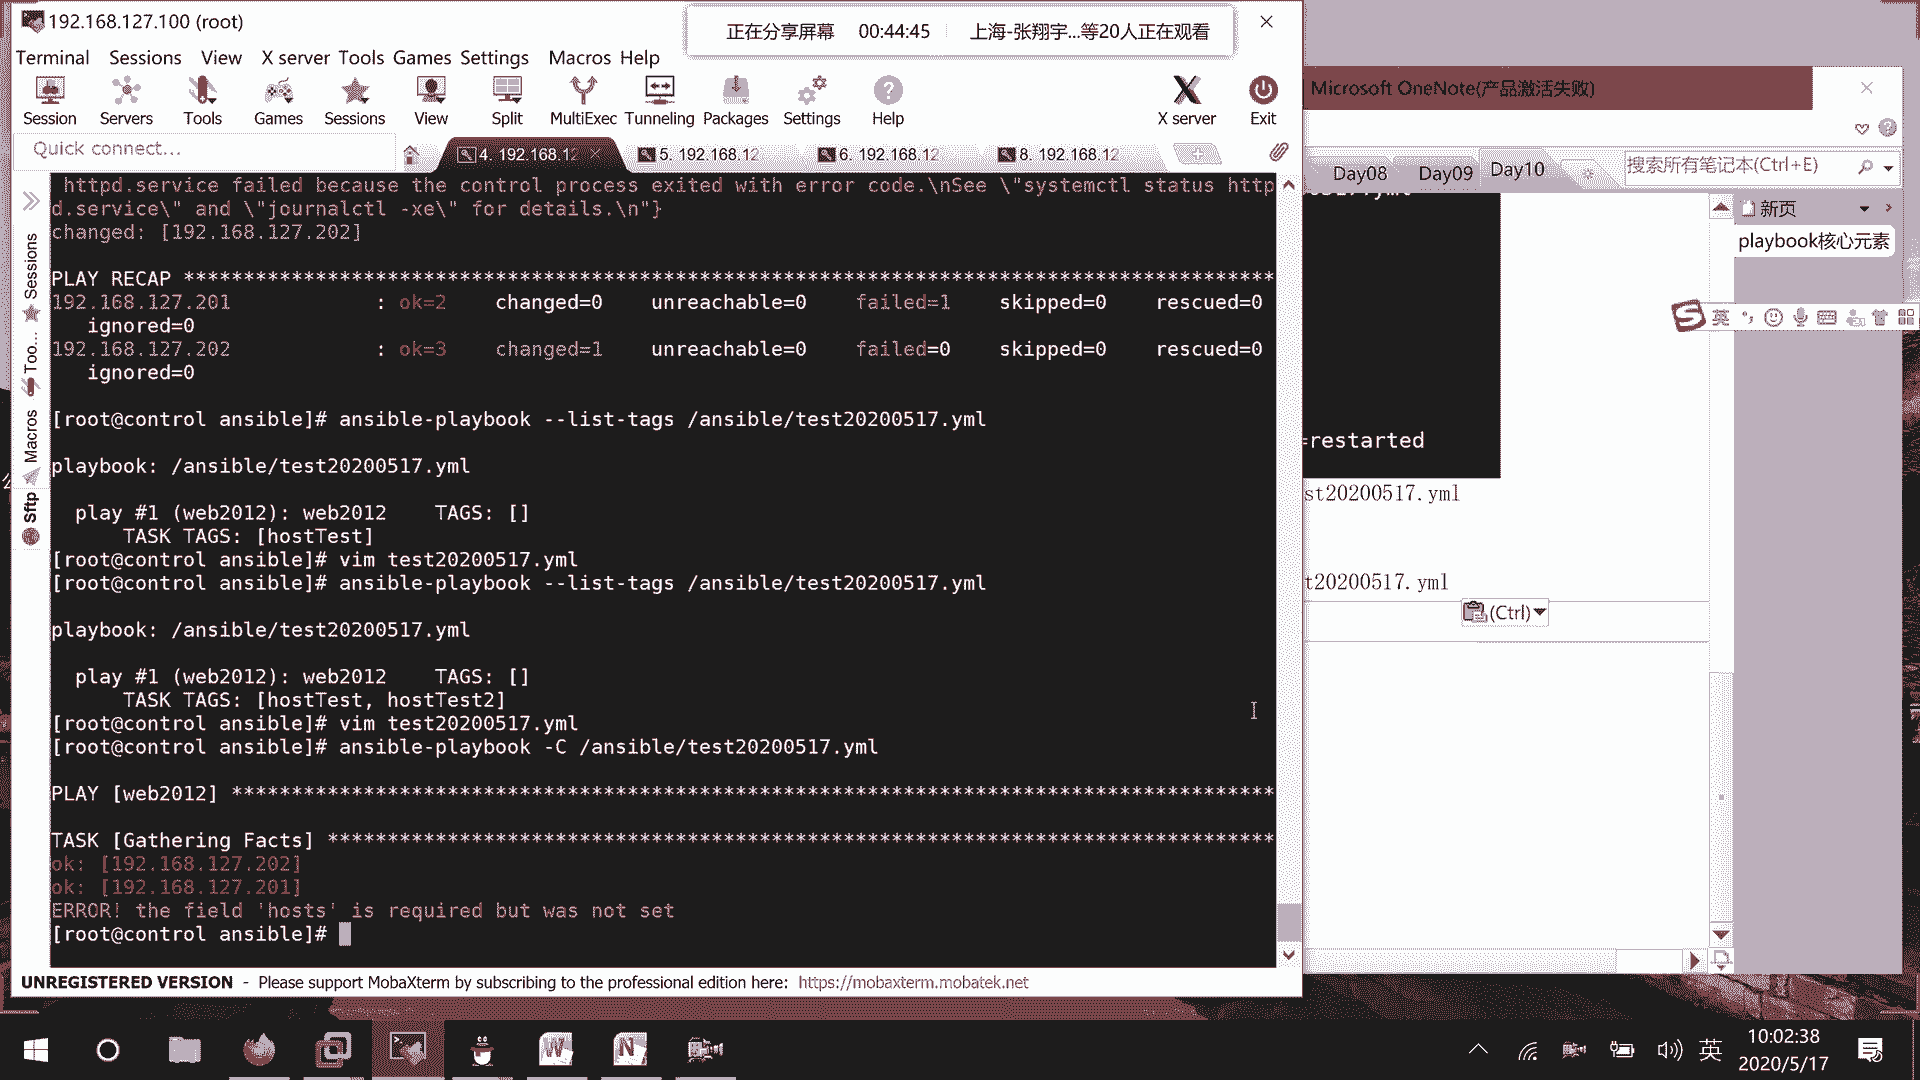 192.168.127.100 (root)
正在分享屏幕 00:44:45 上海-张翔宇...等20人正在观看
Terminal Sessions View X server Tools Games Settings Macros Help
Session Servers Tools Games Sessions View Split MultiExec Tunneling Packages Settings Help X server Exit
Quick connect...
4. 192.168.12 5. 192.168.12 6. 192.168.12 8. 192.168.12
Sessions
Too...
Macros
Sftp
httpd.service failed because the control process exited with error code.\nSee \"systemctl status http
d.service\" and \"journalctl -xe\" for details.\n"}
changed: [192.168.127.202]
PLAY RECAP ******************************************************************************************
192.168.127.201 : ok=2 changed=0 unreachable=0 failed=1 skipped=0 rescued=0
ignored=0
192.168.127.202 : ok=3 changed=1 unreachable=0 failed=0 skipped=0 rescued=0
ignored=0
[root@control ansible]# ansible-playbook --list-tags /ansible/test20200517.yml
playbook: /ansible/test20200517.yml
play #1 (web2012): web2012 TAGS: []
TASK TAGS: [hostTest]
[root@control ansible]# vim test20200517.yml
[root@control ansible]# ansible-playbook --list-tags /ansible/test20200517.yml
playbook: /ansible/test20200517.yml
play #1 (web2012): web2012 TAGS: []
TASK TAGS: [hostTest, hostTest2]
[root@control ansible]# vim test20200517.yml
[root@control ansible]# ansible-playbook -C /ansible/test20200517.yml
PLAY [web2012] **************************************************************************************
TASK [Gathering Facts] ******************************************************************************
ok: [192.168.127.202]
ok: [192.168.127.201]
ERROR! the field 'hosts' is required but was not set
[root@control ansible]#
UNREGISTERED VERSION - Please support MobaXterm by subscribing to the professional edition here: https://mobaxterm.mobatek.net
Microsoft OneNote(产品激活失败)
Day08 Day09 Day10
搜索所有笔记本(Ctrl+E)
新页
playbook核心元素
英
=restarted
st20200517.yml
t20200517.yml
(Ctrl)
英
10:02:38
2020/5/17